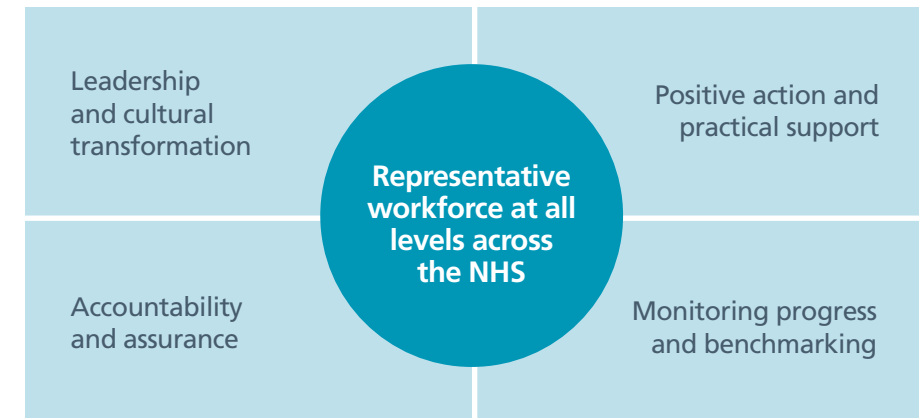 Leadership
and cultural
transformation
Positive action and
practical support
Representative
workforce at all
levels across
the NHS
Accountability
and assurance
Monitoring progress
and benchmarking